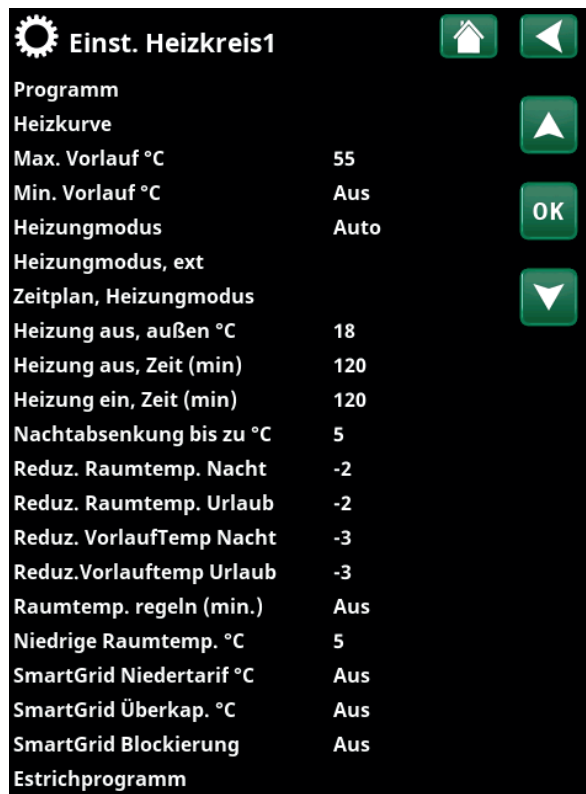 Einst. Heizkreis1
Programm
Heizkurve
Max. Vorlauf °C 55
Min. Vorlauf °C Aus
OK
Heizungmodus Auto
Heizungmodus, ext
Zeitplan, Heizungmodus
Heizung aus, außen °C 18
Heizung aus, Zeit (min) 120
Heizung ein, Zeit (min) 120
Nachtabsenkung bis zu °C 5
Reduz. Raumtemp. Nacht -2
Reduz. Raumtemp. Urlaub -2
Reduz. VorlaufTemp Nacht -3
Reduz.Vorlauftemp Urlaub -3
Raumtemp. regeln (min.) Aus
Niedrige Raumtemp. °C 5
SmartGrid Niedertarif °C Aus
SmartGrid Überkap. °C Aus
SmartGrid Blockierung Aus
Estrichprogramm